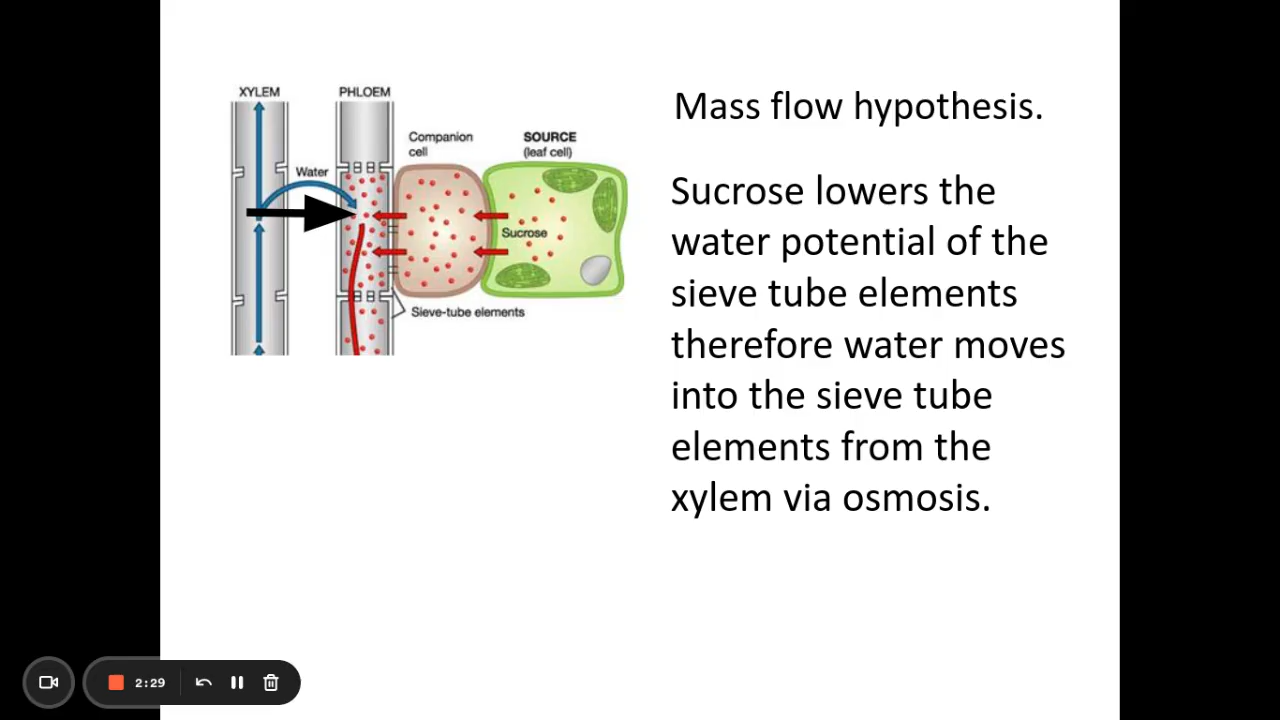 XYLEM
PHLOEM
Companion
cell
SOURCE
(leaf cell)
Water
Sucrose
Sieve-tube elements
Mass flow hypothesis.
Sucrose lowers the
water potential of the
sieve tube elements
therefore water moves
into the sieve tube
elements from the
xylem via osmosis.
2:29